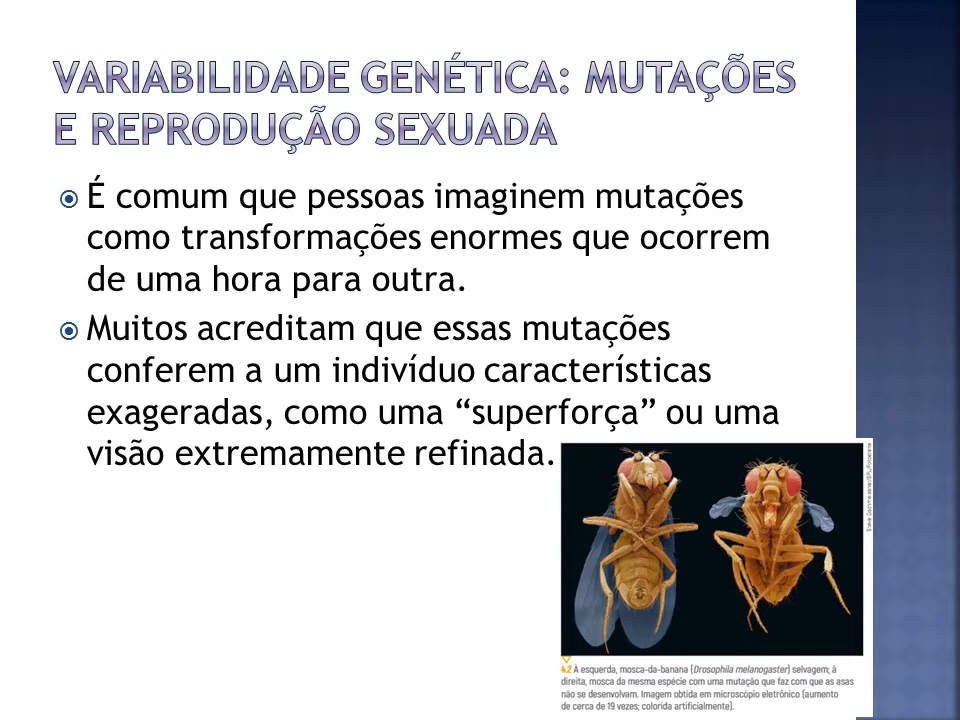 VARIABILIDADE GENÉTICA: MUTAÇÕES
E REPRODUÇÃO SEXUADA
É comum que pessoas imaginem mutações
como transformações enormes que ocorrem
de uma hora para outra.
Muitos acreditam que essas mutações
conferem a um indivíduo características
exageradas, como uma “superforça” ou uma
visão extremamente refinada.
4.2 À esquerda, mosca-da-banana (Drosophila melanogaster) selvagem; à
direita, mosca da mesma espécie com uma mutação que faz com que as asas
não se desenvolvam. Imagem obtida em microscópio eletrônico (aumento
de cerca de 19 vezes; colorida artificialmente).